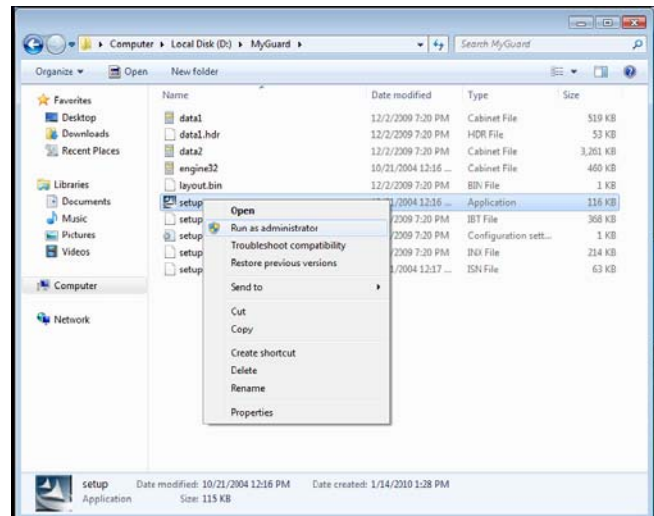 Computer ▸ Local Disk (D:) ▸ MyGuard ▸ Search MyGuard
Organize Open New folder
Name Date modified Type Size
Favorites
Desktop
Downloads
Recent Places
Libraries
Documents
Music
Pictures
Videos
Computer
Network
data1 12/2/2009 7:20 PM Cabinet File 519 KB
data1.hdr 12/2/2009 7:20 PM HDR File 53 KB
data2 12/2/2009 7:20 PM Cabinet File 3,261 KB
engine32 10/21/2004 12:16 ... Cabinet File 460 KB
layout.bin 12/2/2009 7:20 PM BIN File 1 KB
setup /2004 12:16 ... Application 116 KB
setup /2009 7:20 PM IBT File 368 KB
setup /2009 7:20 PM Configuration sett... 1 KB
setup /2009 7:20 PM INX File 214 KB
setup /2004 12:17 ... ISN File 63 KB
Open
Run as administrator
Troubleshoot compatibility
Restore previous versions
Send to
Cut
Copy
Create shortcut
Delete
Rename
Properties
setup Date modified: 10/21/2004 12:16 PM Date created: 1/14/2010 1:28 PM
Application Size: 115 KB